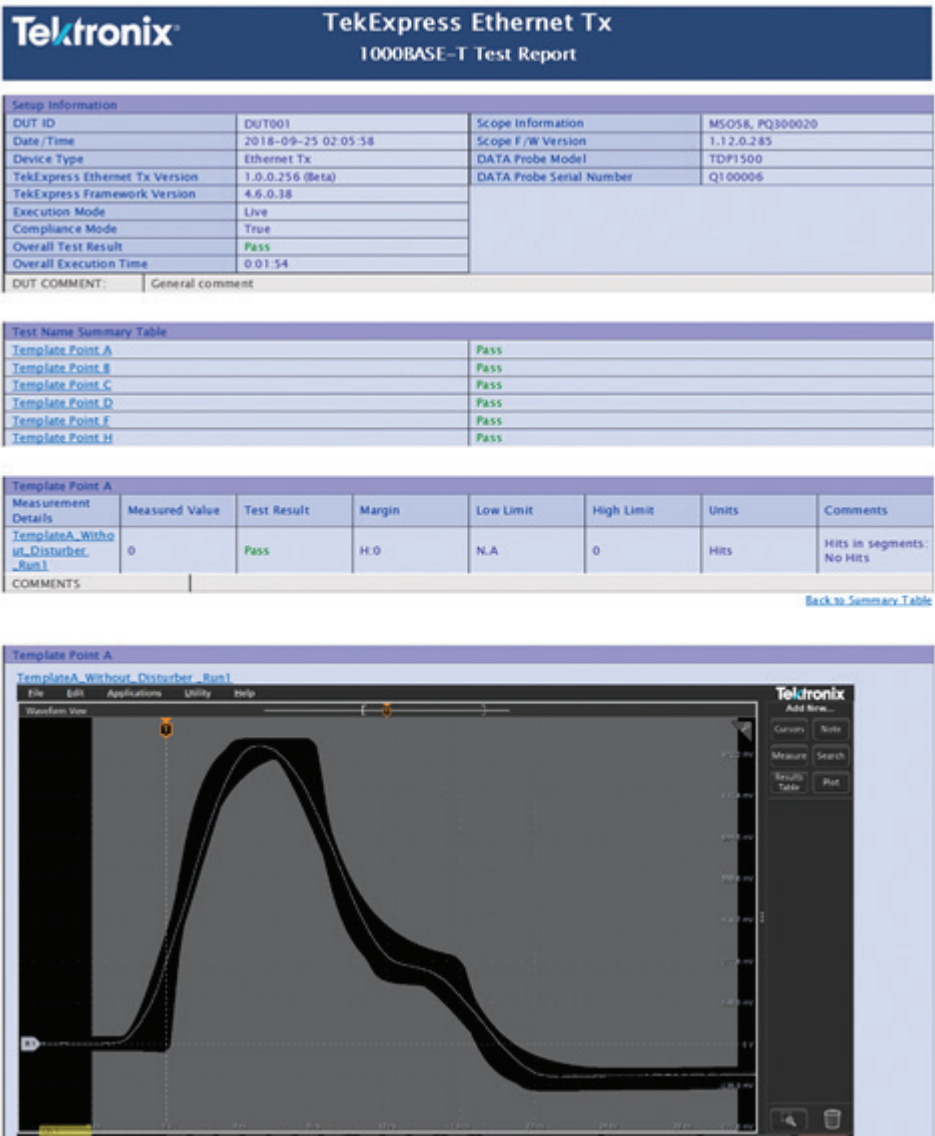 Tektronix
TekExpress Ethernet Tx
1000BASE-T Test Report
Setup Information
DUT ID DUT001 Scope Information MSO58, PQ300020
Date/Time 2018-09-25 02:05:58 Scope F/W Version 1.12.0.285
Device Type Ethernet Tx DATA Probe Model TDP1500
TekExpress Ethernet Tx Version 1.0.0.256 (Beta) DATA Probe Serial Number Q100006
TekExpress Framework Version 4.6.0.38
Execution Mode Live
Compliance Mode True
Overall Test Result Pass
Overall Execution Time 0:01:54
DUT COMMENT: General comment
Test Name Summary Table
Template Point A Pass
Template Point B Pass
Template Point C Pass
Template Point D Pass
Template Point F Pass
Template Point H Pass
Template Point A
Measurement Details Measured Value Test Result Margin Low Limit High Limit Units Comments
TemplateA_Witho
ut_Disturber
_Run1
0 Pass H:0 N.A 0 Hits
Hits in segments:
No Hits
COMMENTS
Back to Summary Table
Template Point A
TemplateA_Without_Disturber _Run1
File Edit Applications Utility Help
Tektronix
Waveform View
Add New...
Cursors Note
Measure Search
Results Table Plot
0 V